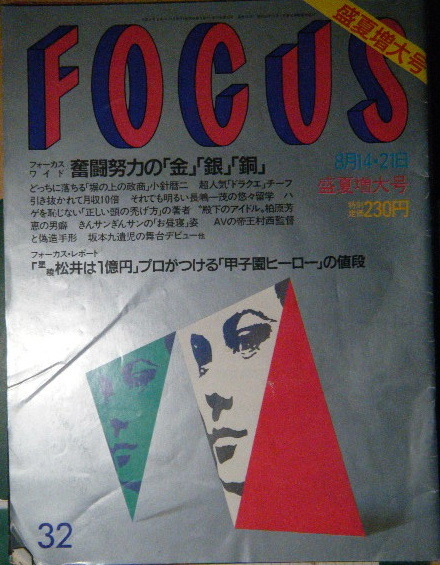 FOCUS
盛夏増大号
8月14・21日
盛夏増大号
特別定価230円
フォーカスワイド 奮闘努力の「金」「銀」「銅」
どっちに落ちる「塀の上の政商」小針暦二 超人気「ドラクエ」チーフ
引き抜かれて月収10倍 それでも明るい長嶋一茂の悠々留学 ハ
ゲを恥じない「正しい頭の禿げ方」の著者 "殿下のアイドル。柏原芳
恵の男癖 きんサンぎんサンの「お昼寝」姿 AVの帝王村西監督
と偽造手形 坂本九遺児の舞台デビュー他
フォーカス・レポート
「星稜松井は1億円」プロがつける「甲子園ヒーロー」の値段
32